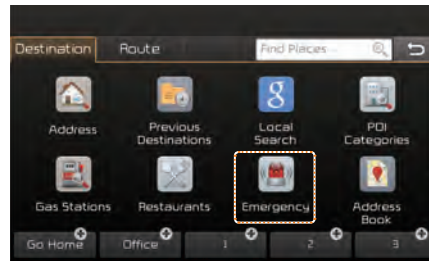 Destination Route Find Places...
Address Previous Destinations Local Search POI Categories
Gas Stations Restaurants Emergency Address Book
Go Home Office 1 2 3